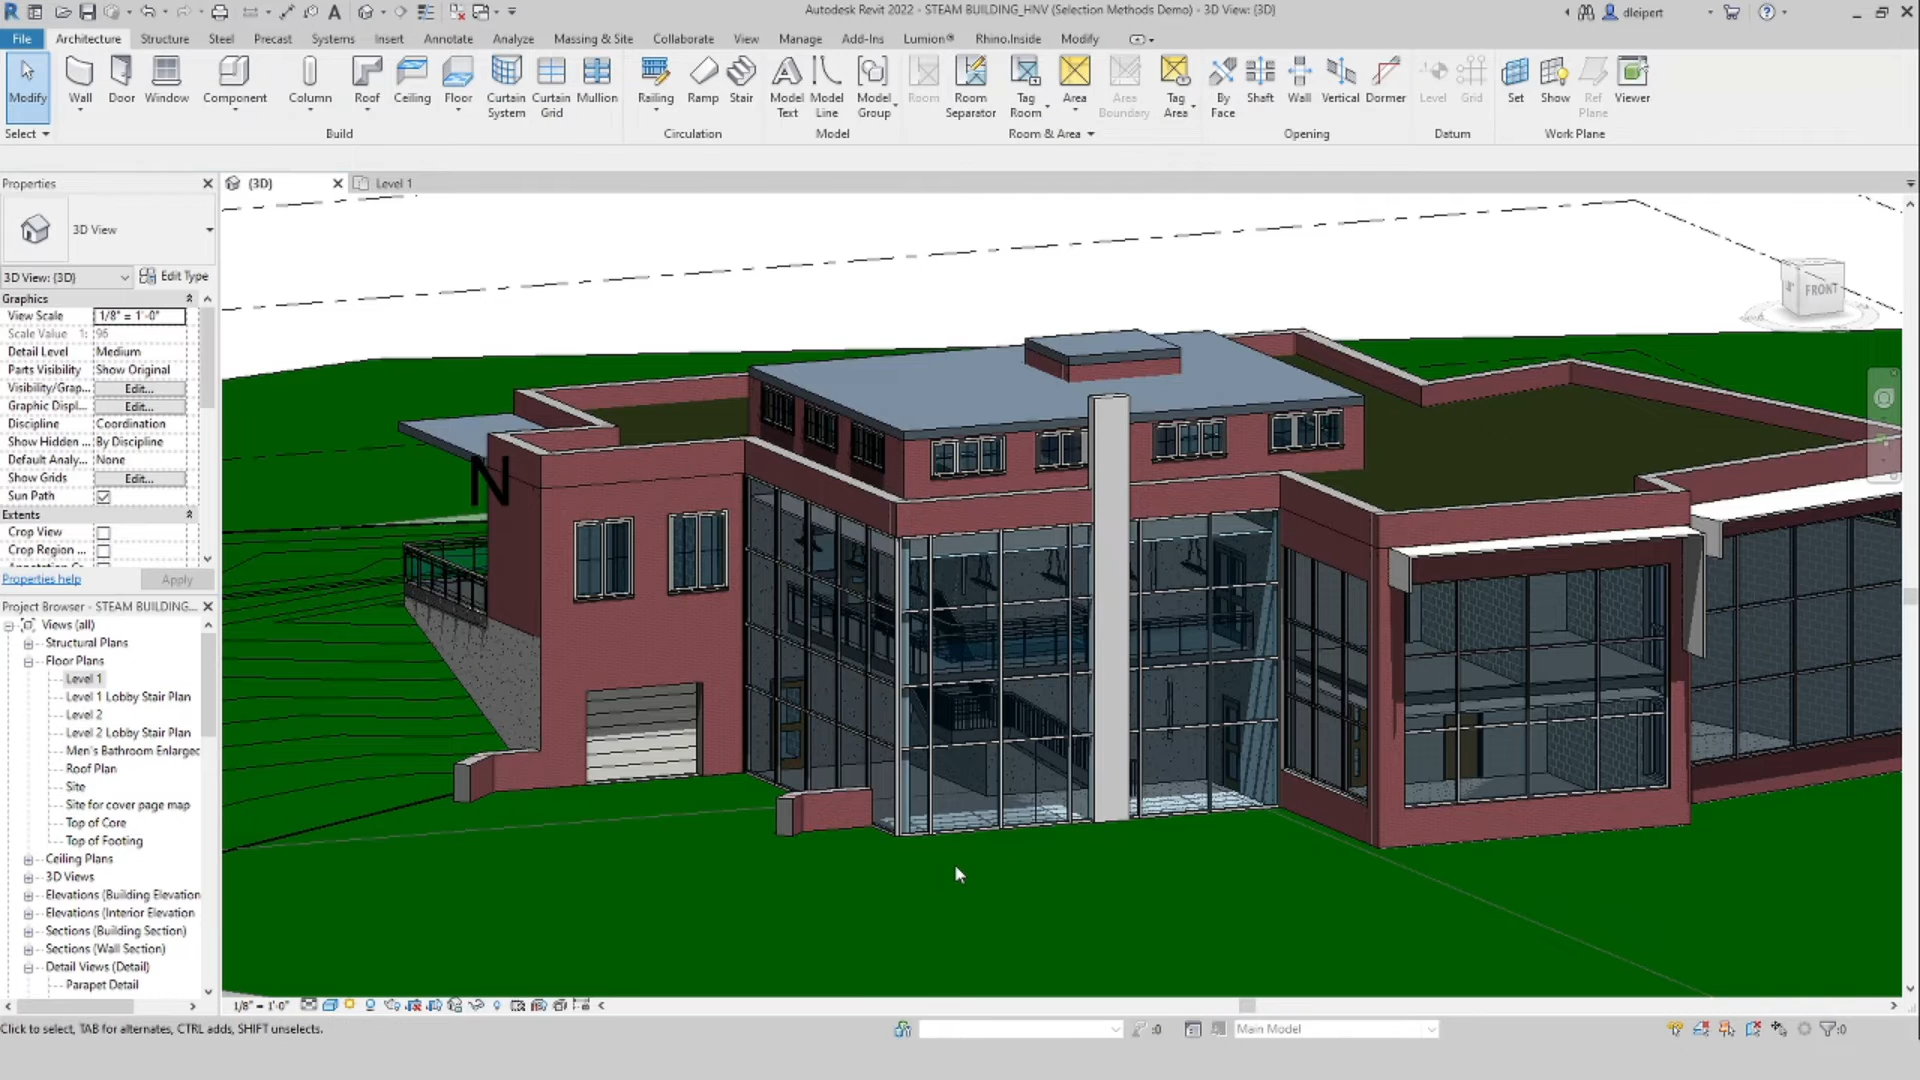 Autodesk Revit 2022 - STEAM BUILDING_HNV (Selection Methods Demo) - 3D View: {3D}
dleipert
File Architecture Structure Steel Precast Systems Insert Annotate Analyze Massing & Site Collaborate View Manage Add-Ins Lumion® Rhino.Inside Modify
Modify Wall Door Window Component Column Roof Ceiling Floor Curtain System Curtain Grid Mullion Railing Ramp Stair Model Text Model Line Model Group Room Room Separator Tag Room Area Area Boundary Tag Area By Face Shaft Wall Vertical Dormer Level Grid Set Show Ref Plane Viewer
Select Build Circulation Model Room & Area Opening Datum Work Plane
Properties
{3D} Level 1
3D View
3D View: {3D} Edit Type
Graphics
View Scale 1/8" = 1'-0"
Scale Value 1: 96
Detail Level Medium
Parts Visibility Show Original
Visibility/Grap... Edit...
Graphic Displ... Edit...
Discipline Coordination
Show Hidden ... By Discipline
Default Analy... None
Show Grids Edit...
Sun Path
Extents
Crop View
Crop Region ...
Properties help Apply
Project Browser - STEAM BUILDING...
Views (all)
Structural Plans
Floor Plans
Level 1
Level 1 Lobby Stair Plan
Level 2
Level 2 Lobby Stair Plan
Men's Bathroom Enlarged
Roof Plan
Site
Site for cover page map
Top of Core
Top of Footing
Ceiling Plans
3D Views
Elevations (Building Elevation
Elevations (Interior Elevation
Sections (Building Section)
Sections (Wall Section)
Detail Views (Detail)
Parapet Detail
N
FRONT
1/8" = 1'-0"
Click to select, TAB for alternates, CTRL adds, SHIFT unselects.
:0 Main Model :0